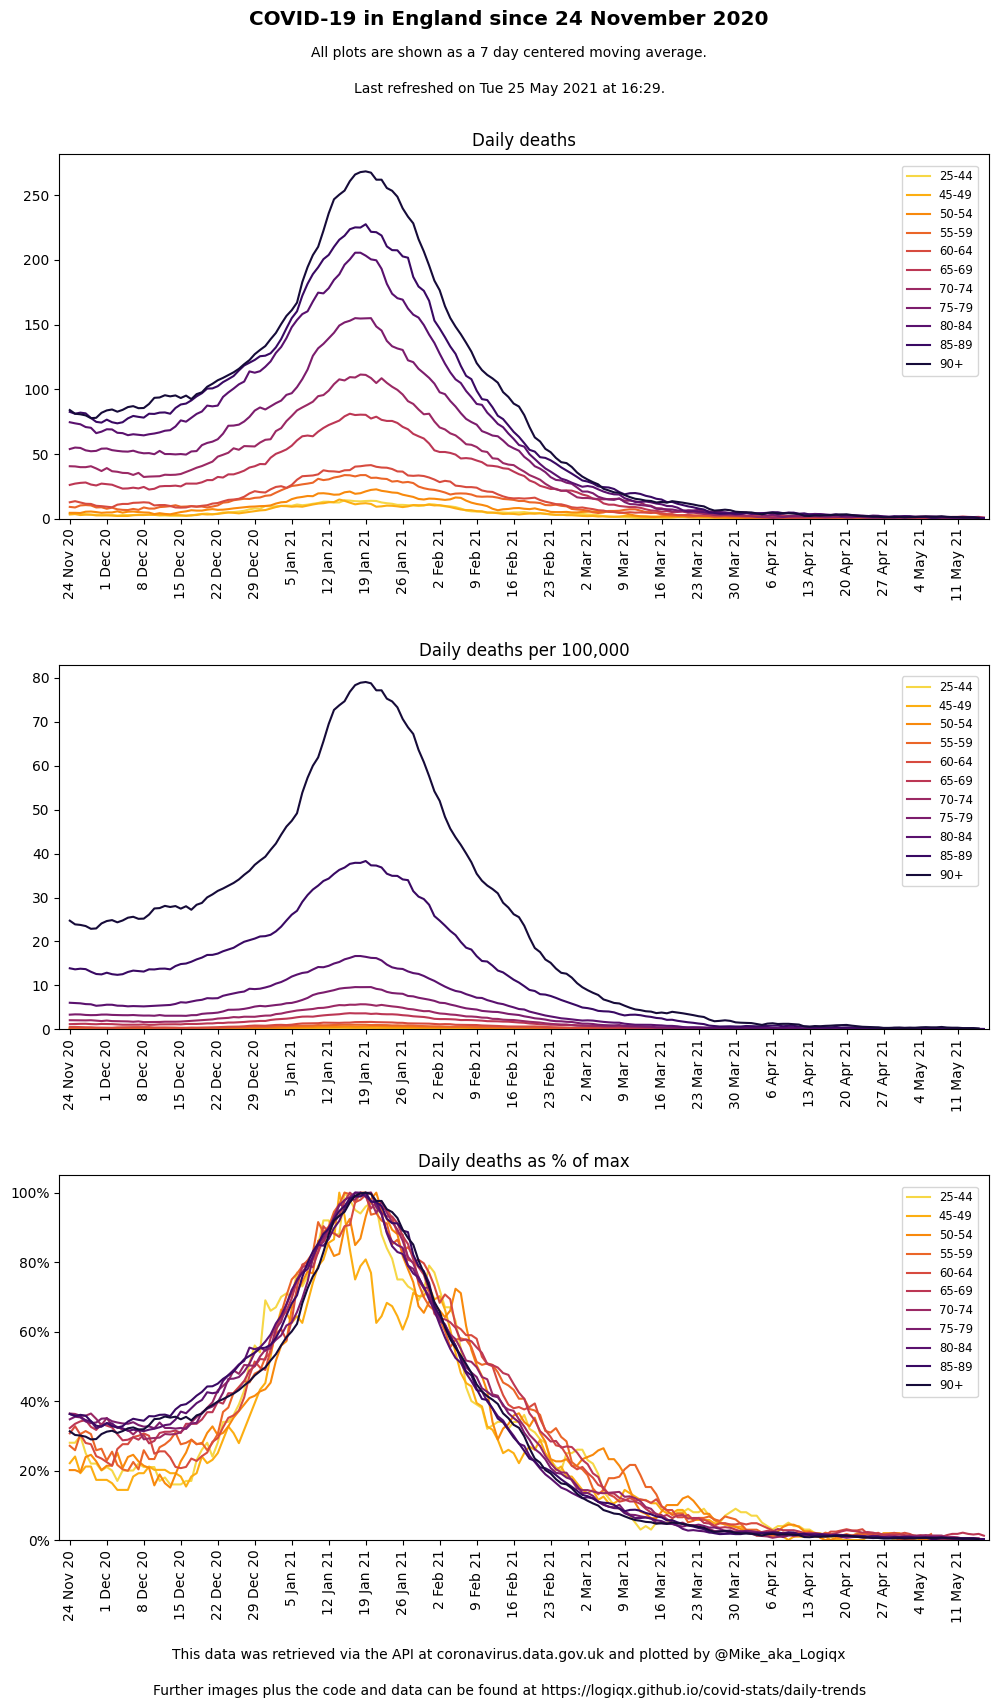 COVID-19 in England since 24 November 2020
All plots are shown as a 7 day centered moving average.
Last refreshed on Tue 25 May 2021 at 16:29.
Daily deaths
250
200
150
100
50
0
25-44
45-49
50-54
55-59
60-64
65-69
70-74
75-79
80-84
85-89
90+
24 Nov 20
1 Dec 20
8 Dec 20
15 Dec 20
22 Dec 20
29 Dec 20
5 Jan 21
12 Jan 21
19 Jan 21
26 Jan 21
2 Feb 21
9 Feb 21
16 Feb 21
23 Feb 21
2 Mar 21
9 Mar 21
16 Mar 21
23 Mar 21
30 Mar 21
6 Apr 21
13 Apr 21
20 Apr 21
27 Apr 21
4 May 21
11 May 21
Daily deaths per 100,000
80
70
60
50
40
30
20
10
0
25-44
45-49
50-54
55-59
60-64
65-69
70-74
75-79
80-84
85-89
90+
24 Nov 20
1 Dec 20
8 Dec 20
15 Dec 20
22 Dec 20
29 Dec 20
5 Jan 21
12 Jan 21
19 Jan 21
26 Jan 21
2 Feb 21
9 Feb 21
16 Feb 21
23 Feb 21
2 Mar 21
9 Mar 21
16 Mar 21
23 Mar 21
30 Mar 21
6 Apr 21
13 Apr 21
20 Apr 21
27 Apr 21
4 May 21
11 May 21
Daily deaths as % of max
100%
80%
60%
40%
20%
0%
25-44
45-49
50-54
55-59
60-64
65-69
70-74
75-79
80-84
85-89
90+
24 Nov 20
1 Dec 20
8 Dec 20
15 Dec 20
22 Dec 20
29 Dec 20
5 Jan 21
12 Jan 21
19 Jan 21
26 Jan 21
2 Feb 21
9 Feb 21
16 Feb 21
23 Feb 21
2 Mar 21
9 Mar 21
16 Mar 21
23 Mar 21
30 Mar 21
6 Apr 21
13 Apr 21
20 Apr 21
27 Apr 21
4 May 21
11 May 21
This data was retrieved via the API at coronavirus.data.gov.uk and plotted by @Mike_aka_Logiqx
Further images plus the code and data can be found at https://logiqx.github.io/covid-stats/daily-trends